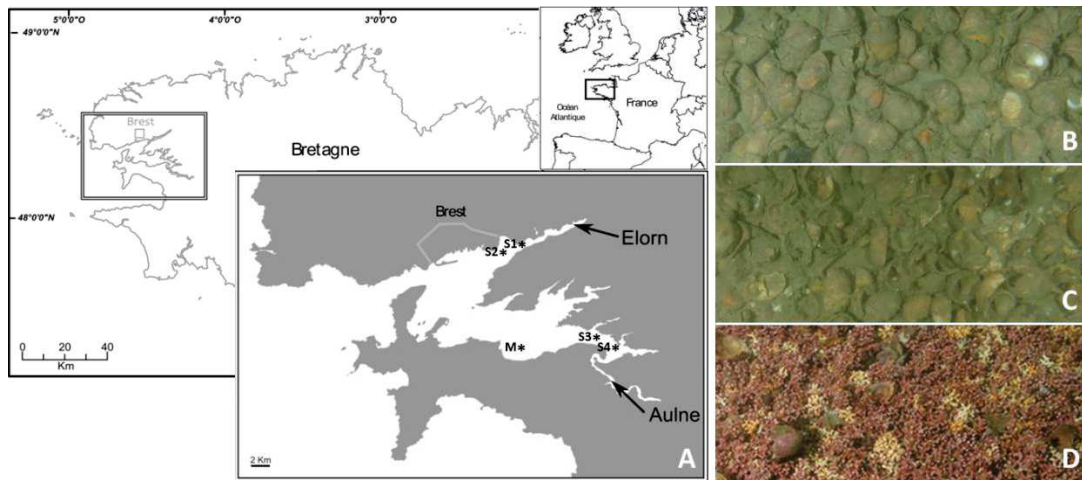 5°0'0"W
4°0'0"W
3°0'0"W
49°0'0"N
48°0'0"N
Brest
Bretagne
0 20 40
Km
Océan
Atlantique
France
Brest
S1*
S2 *
Elorn
M*
S3*
S4*
Aulne
2 Km
A
B
C
D